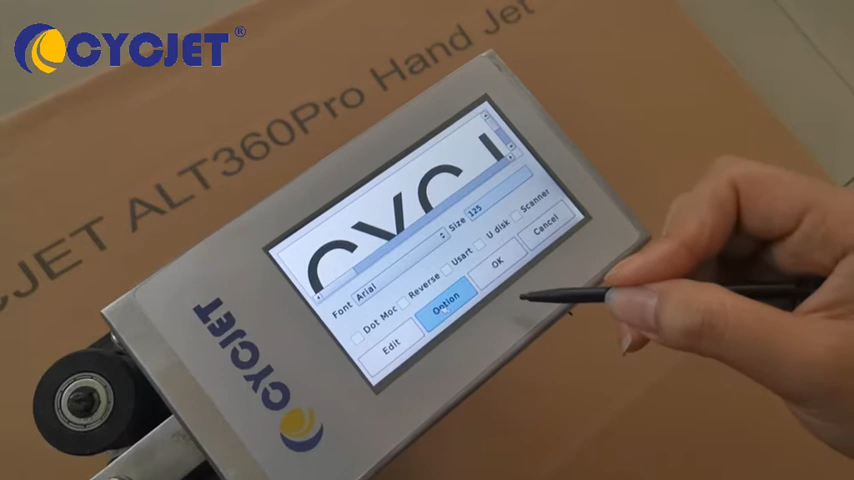 CYCJET®
CJET ALT360Pro Hand Jet
CYCJ
Font Arial Size 125
Dot Moc Reverse Usart U disk Scanner
Edit Option OK Cancel
CYCJET
CYCJET